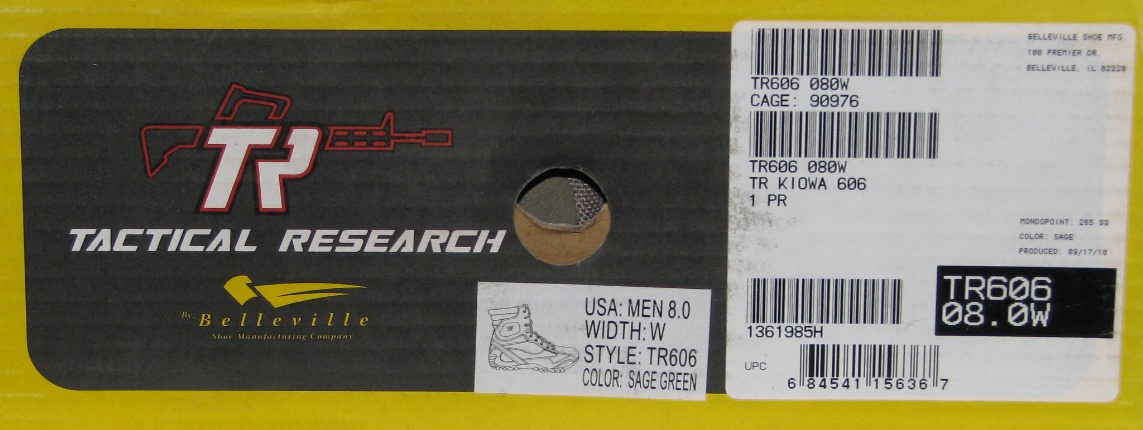 TR
TACTICAL RESEARCH
By: Belleville
Shoe Manufacturing Company
USA: MEN 8.0
WIDTH: W
STYLE: TR606
COLOR: SAGE GREEN
BELLEVILLE SHOE MFG.
100 PREMIER DR.
BELLEVILLE, IL 62220
TR606 080W
CAGE: 90976
TR606 080W
TR KIOWA 606
1 PR
MONDOPOINT: 265 99
COLOR: SAGE
PRODUCED: 09/17/10
TR606
08.0W
1361985H
UPC
6 84541 15636 7